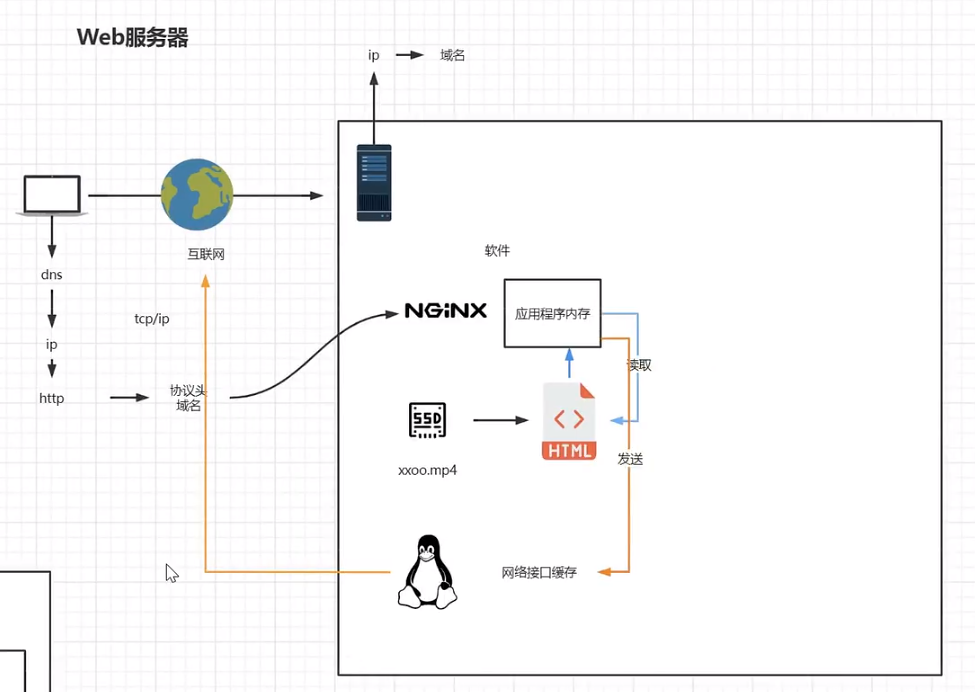 Web服务器
ip
域名
互联网
软件
dns
NGiNX
应用程序内存
tcp/ip
ip
读取
协议头
域名
http
SSD
HTML
发送
xxoo.mp4
网络接口缓存